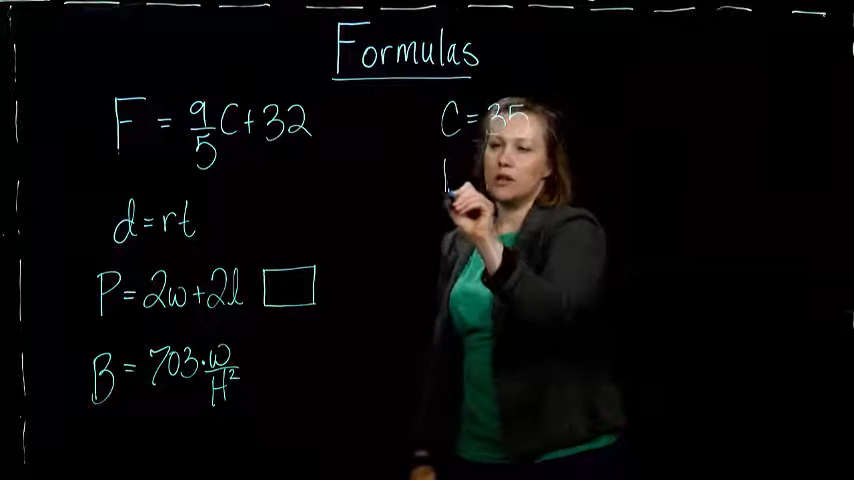 Formulas
F = 9/5 C + 32
C = 35
d = rt
P = 2w + 2l
B = 703 · w/H²